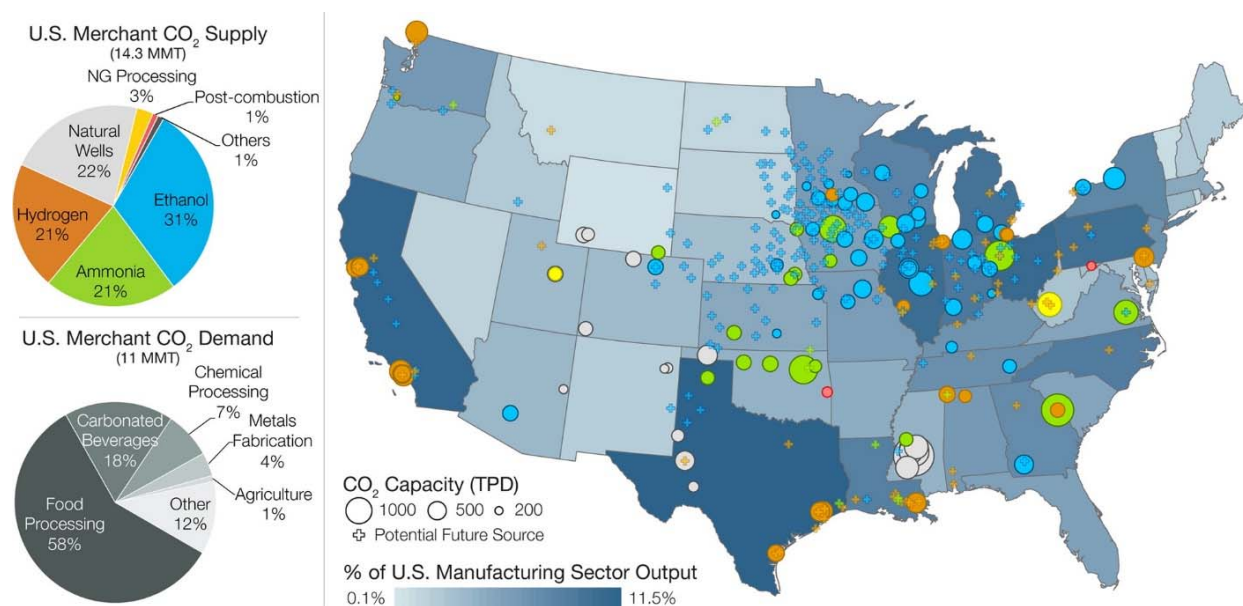 U.S. Merchant CO₂ Supply
(14.3 MMT)
NG Processing
3%
Post-combustion
1%
Others
1%
Natural
Wells
22%
Ethanol
31%
Hydrogen
21%
Ammonia
21%
U.S. Merchant CO₂ Demand
(11 MMT)
Chemical
Processing
7%
Carbonated
Beverages
18%
Metals
Fabrication
4%
Agriculture
1%
Other
12%
Food
Processing
58%
CO₂ Capacity (TPD)
1000 500 200
Potential Future Source
% of U.S. Manufacturing Sector Output
0.1% 11.5%